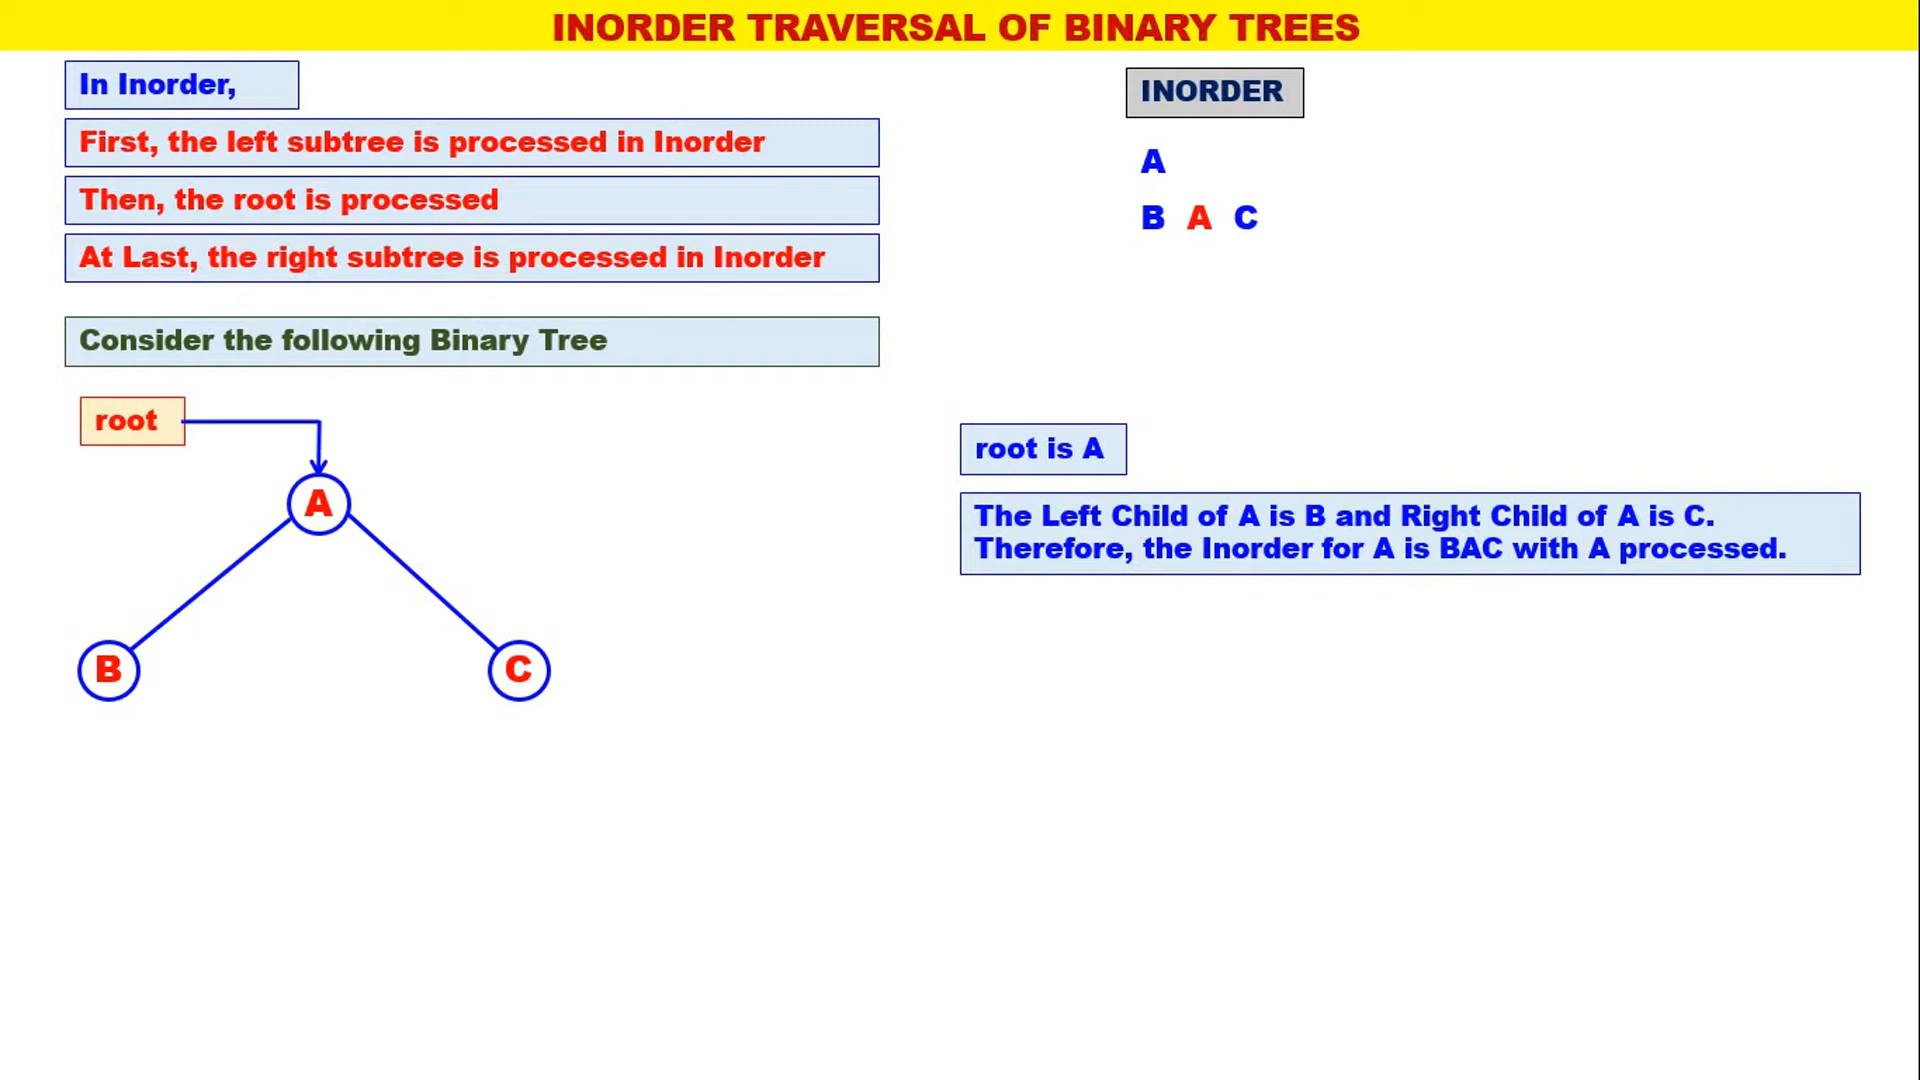 INORDER TRAVERSAL OF BINARY TREES
In Inorder,
First, the left subtree is processed in Inorder
Then, the root is processed
At Last, the right subtree is processed in Inorder
Consider the following Binary Tree
root
A
B
C
INORDER
A
B A C
root is A
The Left Child of A is B and Right Child of A is C.
Therefore, the Inorder for A is BAC with A processed.